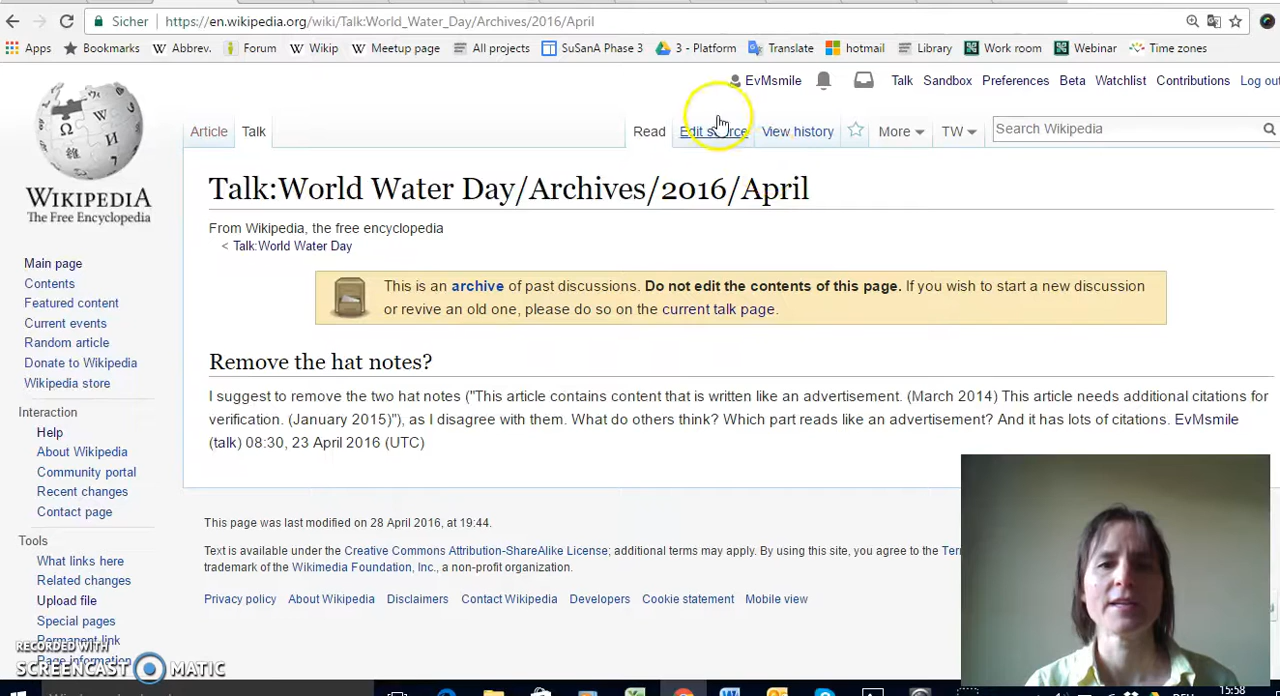 Sicher https://en.wikipedia.org/wiki/Talk:World_Water_Day/Archives/2016/April
Apps Bookmarks Abbrev. Forum Wikip Meetup page All projects SuSanA Phase 3 3 - Platform Translate hotmail Library Work room Webinar Time zones
EvMsmile Talk Sandbox Preferences Beta Watchlist Contributions Log out
Article Talk Read Edit source View history More TW Search Wikipedia
WIKIPEDIA
The Free Encyclopedia
Talk:World Water Day/Archives/2016/April
From Wikipedia, the free encyclopedia
< Talk:World Water Day
This is an archive of past discussions. Do not edit the contents of this page. If you wish to start a new discussion
or revive an old one, please do so on the current talk page.
Remove the hat notes?
I suggest to remove the two hat notes ("This article contains content that is written like an advertisement. (March 2014) This article needs additional citations for
verification. (January 2015)"), as I disagree with them. What do others think? Which part reads like an advertisement? And it has lots of citations. EvMsmile
(talk) 08:30, 23 April 2016 (UTC)
Main page
Contents
Featured content
Current events
Random article
Donate to Wikipedia
Wikipedia store
Interaction
Help
About Wikipedia
Community portal
Recent changes
Contact page
Tools
What links here
Related changes
Upload file
Special pages
Permanent link
Page information
This page was last modified on 28 April 2016, at 19:44.
Text is available under the Creative Commons Attribution-ShareAlike License; additional terms may apply. By using this site, you agree to the Ter
trademark of the Wikimedia Foundation, Inc., a non-profit organization.
Privacy policy About Wikipedia Disclaimers Contact Wikipedia Developers Cookie statement Mobile view
RECORDED WITH
SCREENCAST MATIC
15:58